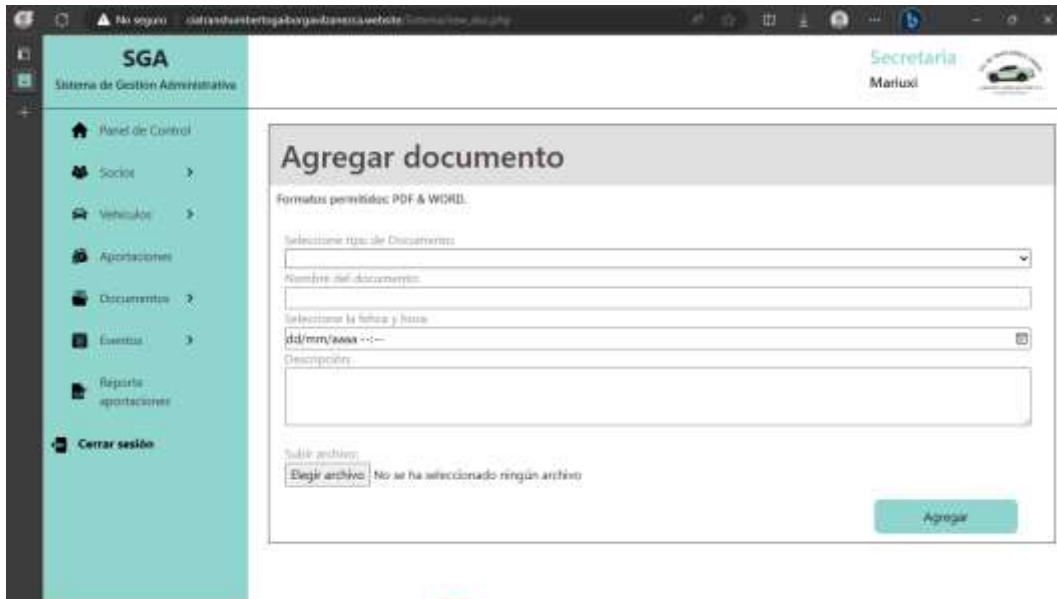 No seguro
SGA
Sistema de Gestion Administrativa
Secretaria
Mariuxi
Panel de Control
Socios
Vehiculos
Aportaciones
Documentos
Eventos
Reporte
aportaciones
Cerrar sesión
Agregar documento
Formatos permitidos: PDF & WORD.
Seleccione tipo de Documento:
Nombre del documento:
Seleccione la fehca y hora:
dd/mm/aaaa --:--
Descripción:
Subir archivo:
Elegir archivo No se ha seleccionado ningún archivo
Agregar